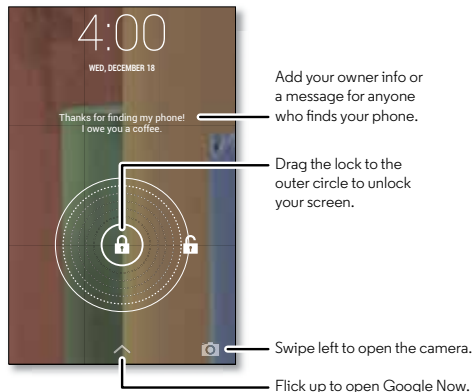 4:00
WED, DECEMBER 18
Thanks for finding my phone!
I owe you a coffee.
Add your owner info or
a message for anyone
who finds your phone.
Drag the lock to the
outer circle to unlock
your screen.
Swipe left to open the camera.
Flick up to open Google Now.